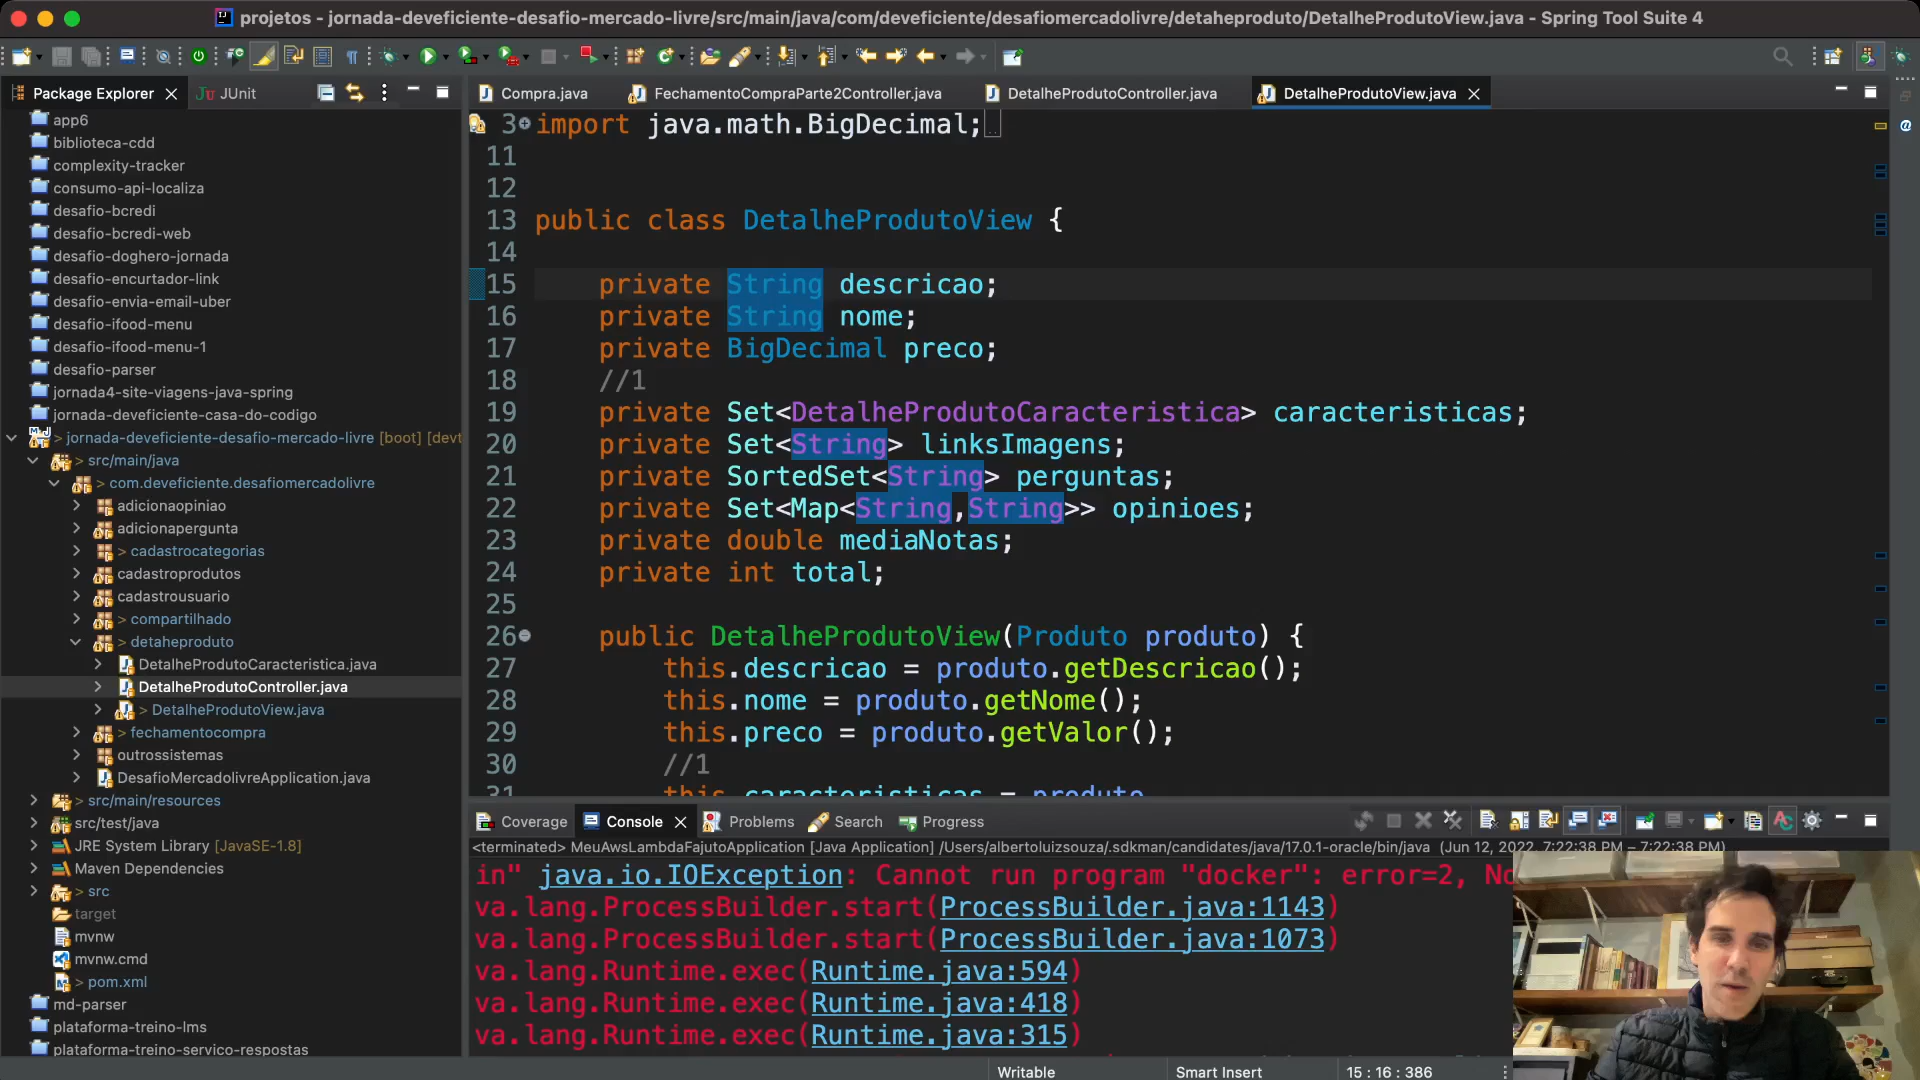 projetos - jornada-deveficiente-desafio-mercado-livre/src/main/java/com/deveficiente/desafiomercadolivre/detaheproduto/DetalheProdutoView.java - Spring Tool Suite 4
Package Explorer
JUnit
app6
biblioteca-cdd
complexity-tracker
consumo-api-localiza
desafio-bcredi
desafio-bcredi-web
desafio-doghero-jornada
desafio-encurtador-link
desafio-envia-email-uber
desafio-ifood-menu
desafio-ifood-menu-1
desafio-parser
jornada4-site-viagens-java-spring
jornada-deveficiente-casa-do-codigo
> jornada-deveficiente-desafio-mercado-livre [boot] [devt
> src/main/java
> com.deveficiente.desafiomercadolivre
adicionaopiniao
adicionapergunta
> cadastrocategorias
cadastroprodutos
cadastrousuario
> compartilhado
> detaheproduto
DetalheProdutoCaracteristica.java
DetalheProdutoController.java
> DetalheProdutoView.java
> fechamentocompra
outrossistemas
DesafioMercadolivreApplication.java
> src/main/resources
src/test/java
JRE System Library [JavaSE-1.8]
Maven Dependencies
> src
target
mvnw
mvnw.cmd
> pom.xml
md-parser
plataforma-treino-lms
plataforma-treino-servico-respostas
Compra.java
FechamentoCompraParte2Controller.java
DetalheProdutoController.java
DetalheProdutoView.java
3 import java.math.BigDecimal;
11
12
13 public class DetalheProdutoView {
14
15 private String descricao;
16 private String nome;
17 private BigDecimal preco;
18 //1
19 private Set<DetalheProdutoCaracteristica> caracteristicas;
20 private Set<String> linksImagens;
21 private SortedSet<String> perguntas;
22 private Set<Map<String,String>> opinioes;
23 private double mediaNotas;
24 private int total;
25
26 public DetalheProdutoView(Produto produto) {
27 this.descricao = produto.getDescricao();
28 this.nome = produto.getNome();
29 this.preco = produto.getValor();
30 //1
31 this.caracteristicas = produto.
Coverage
Console
Problems
Search
Progress
<terminated> MeuAwsLambdaFajutoApplication [Java Application] /Users/albertoluizsouza/.sdkman/candidates/java/17.0.1-oracle/bin/java (Jun 12, 2022, 7:22:38 PM – 7:22:38 PM)
in" java.io.IOException: Cannot run program "docker": error=2, No
va.lang.ProcessBuilder.start(ProcessBuilder.java:1143)
va.lang.ProcessBuilder.start(ProcessBuilder.java:1073)
va.lang.Runtime.exec(Runtime.java:594)
va.lang.Runtime.exec(Runtime.java:418)
va.lang.Runtime.exec(Runtime.java:315)
Writable
Smart Insert
15 : 16 : 386